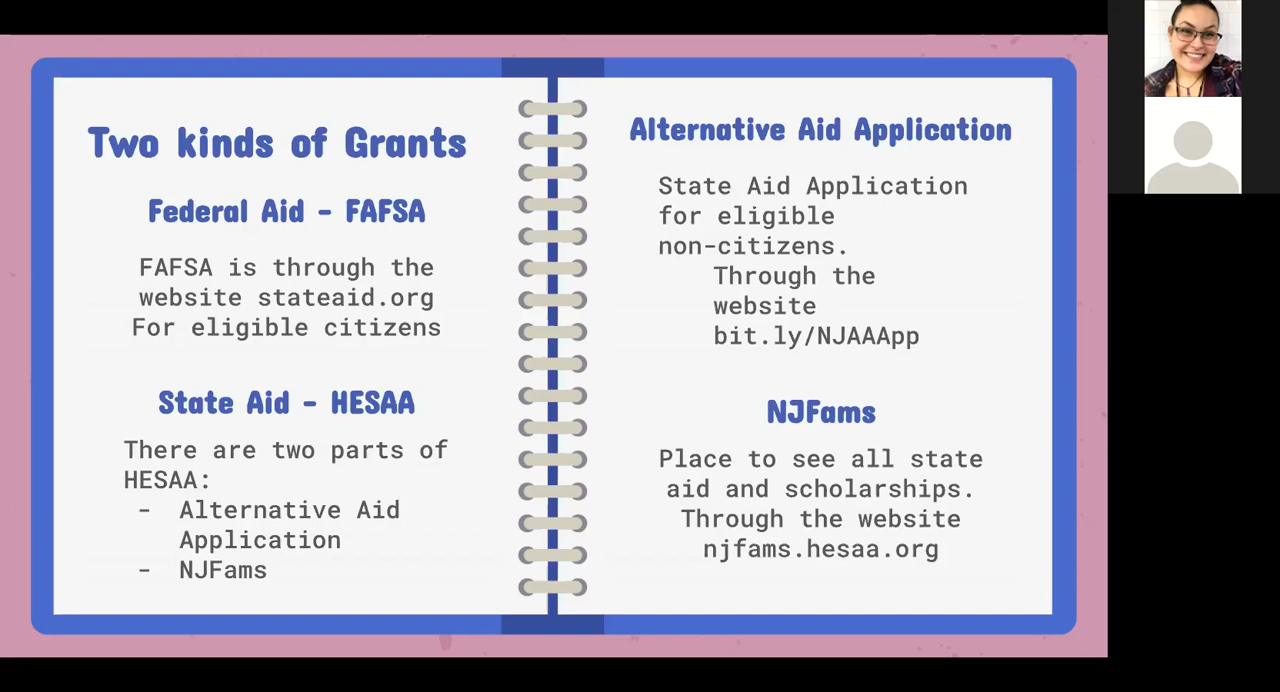 Two kinds of Grants
Federal Aid - FAFSA
FAFSA is through the
website stateaid.org
For eligible citizens
State Aid - HESAA
There are two parts of
HESAA:
- Alternative Aid
Application
- NJFams
Alternative Aid Application
State Aid Application
for eligible
non-citizens.
Through the
website
bit.ly/NJAAApp
NJFams
Place to see all state
aid and scholarships.
Through the website
njfams.hesaa.org